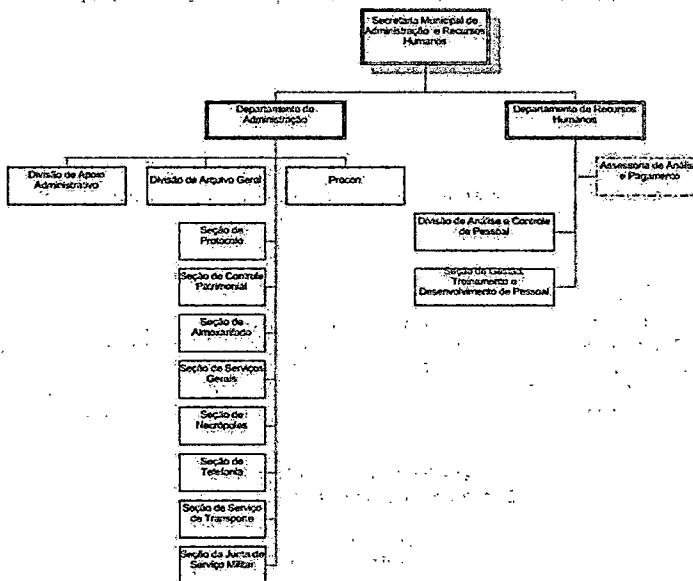 Secretaria Municipal de
Administração e Recursos
Humanos
Departamento de
Administração
Departamento de Recursos
Humanos
Divisão de Apoio
Administrativo
Divisão de Arquivo Geral
Procon
Assessoria de Análise
e Pagamento
Seção de
Protocolo
Divisão de Análise e Controle
de Pessoal
Seção de Controle
Patrimonial
Seção de Gestão,
Treinamento e
Desenvolvimento de Pessoal
Seção de
Almoxarifado
Seção de Serviços
Gerais
Seção de
Necrópoles
Seção de
Telefonia
Seção de Serviço
de Transporte
Seção da Junta de
Serviço Militar